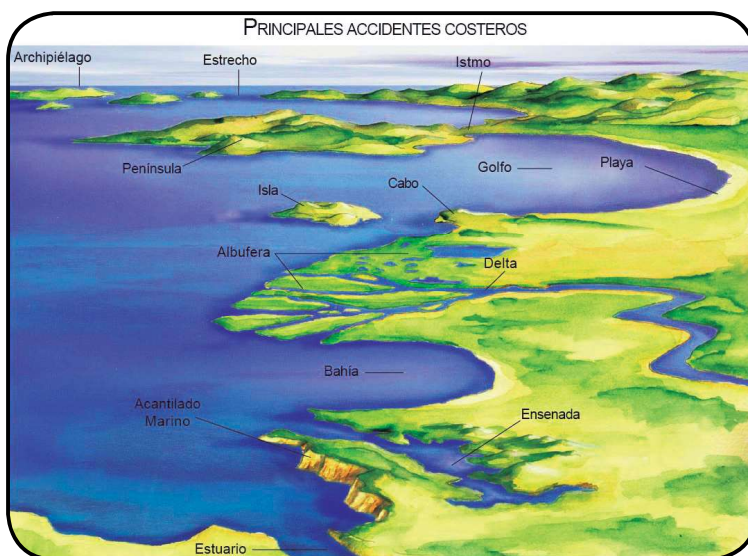 PRINCIPALES ACCIDENTES COSTEROS
Archipiélago
Estrecho
Istmo
Península
Golfo
Playa
Isla
Cabo
Albufera
Delta
Bahía
Acantilado
Marino
Ensenada
Estuario